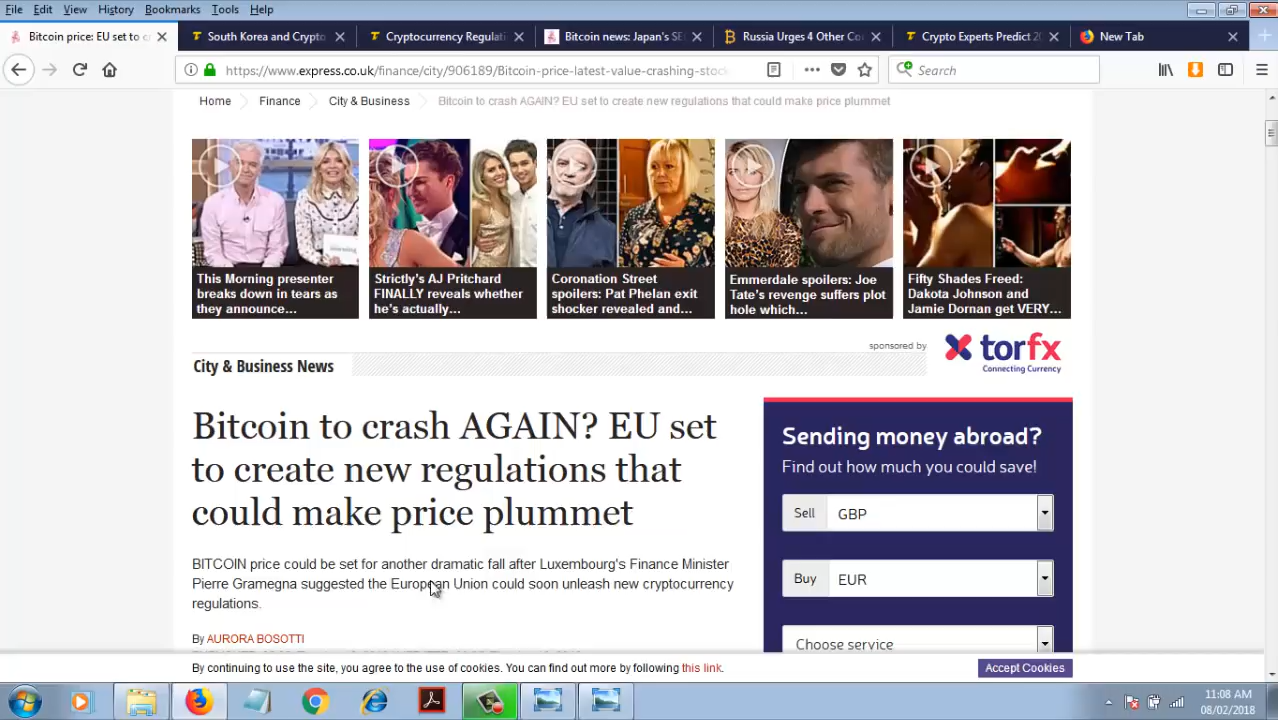 File Edit View History Bookmarks Tools Help
Bitcoin price: EU set to cr
South Korea and Crypto
Cryptocurrency Regulati
Bitcoin news: Japan's SE
Russia Urges 4 Other Co
Crypto Experts Predict 20
New Tab
https://www.express.co.uk/finance/city/906189/Bitcoin-price-latest-value-crashing-stoc
Search
Home Finance City & Business Bitcoin to crash AGAIN? EU set to create new regulations that could make price plummet
This Morning presenter
breaks down in tears as
they announce...
Strictly's AJ Pritchard
FINALLY reveals whether
he's actually...
Coronation Street
spoilers: Pat Phelan exit
shocker revealed and...
Emmerdale spoilers: Joe
Tate's revenge suffers plot
hole which...
Fifty Shades Freed:
Dakota Johnson and
Jamie Dornan get VERY...
sponsored by
torfx
Connecting Currency
City & Business News
Bitcoin to crash AGAIN? EU set
to create new regulations that
could make price plummet
BITCOIN price could be set for another dramatic fall after Luxembourg's Finance Minister
Pierre Gramegna suggested the European Union could soon unleash new cryptocurrency
regulations.
By AURORA BOSOTTI
Sending money abroad?
Find out how much you could save!
Sell GBP
Buy EUR
Choose service
By continuing to use the site, you agree to the use of cookies. You can find out more by following this link.
Accept Cookies
11:08 AM
08/02/2018